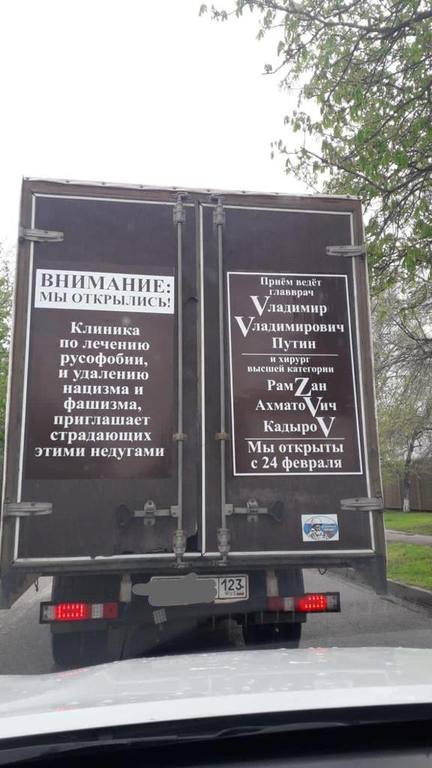 ВНИМАНИЕ:
МЫ ОТКРЫЛИСЬ!
Клиника
по лечению
русофобии,
и удалению
нацизма и
фашизма,
приглашает
страдающих
этими недугами
Приём ведёт
главврач
Vладимир
Vладимирович
Путин
и хирург
высшей категории
РамZан
АхматоVич
КадыроV
Мы открыты
с 24 февраля
123
RUS